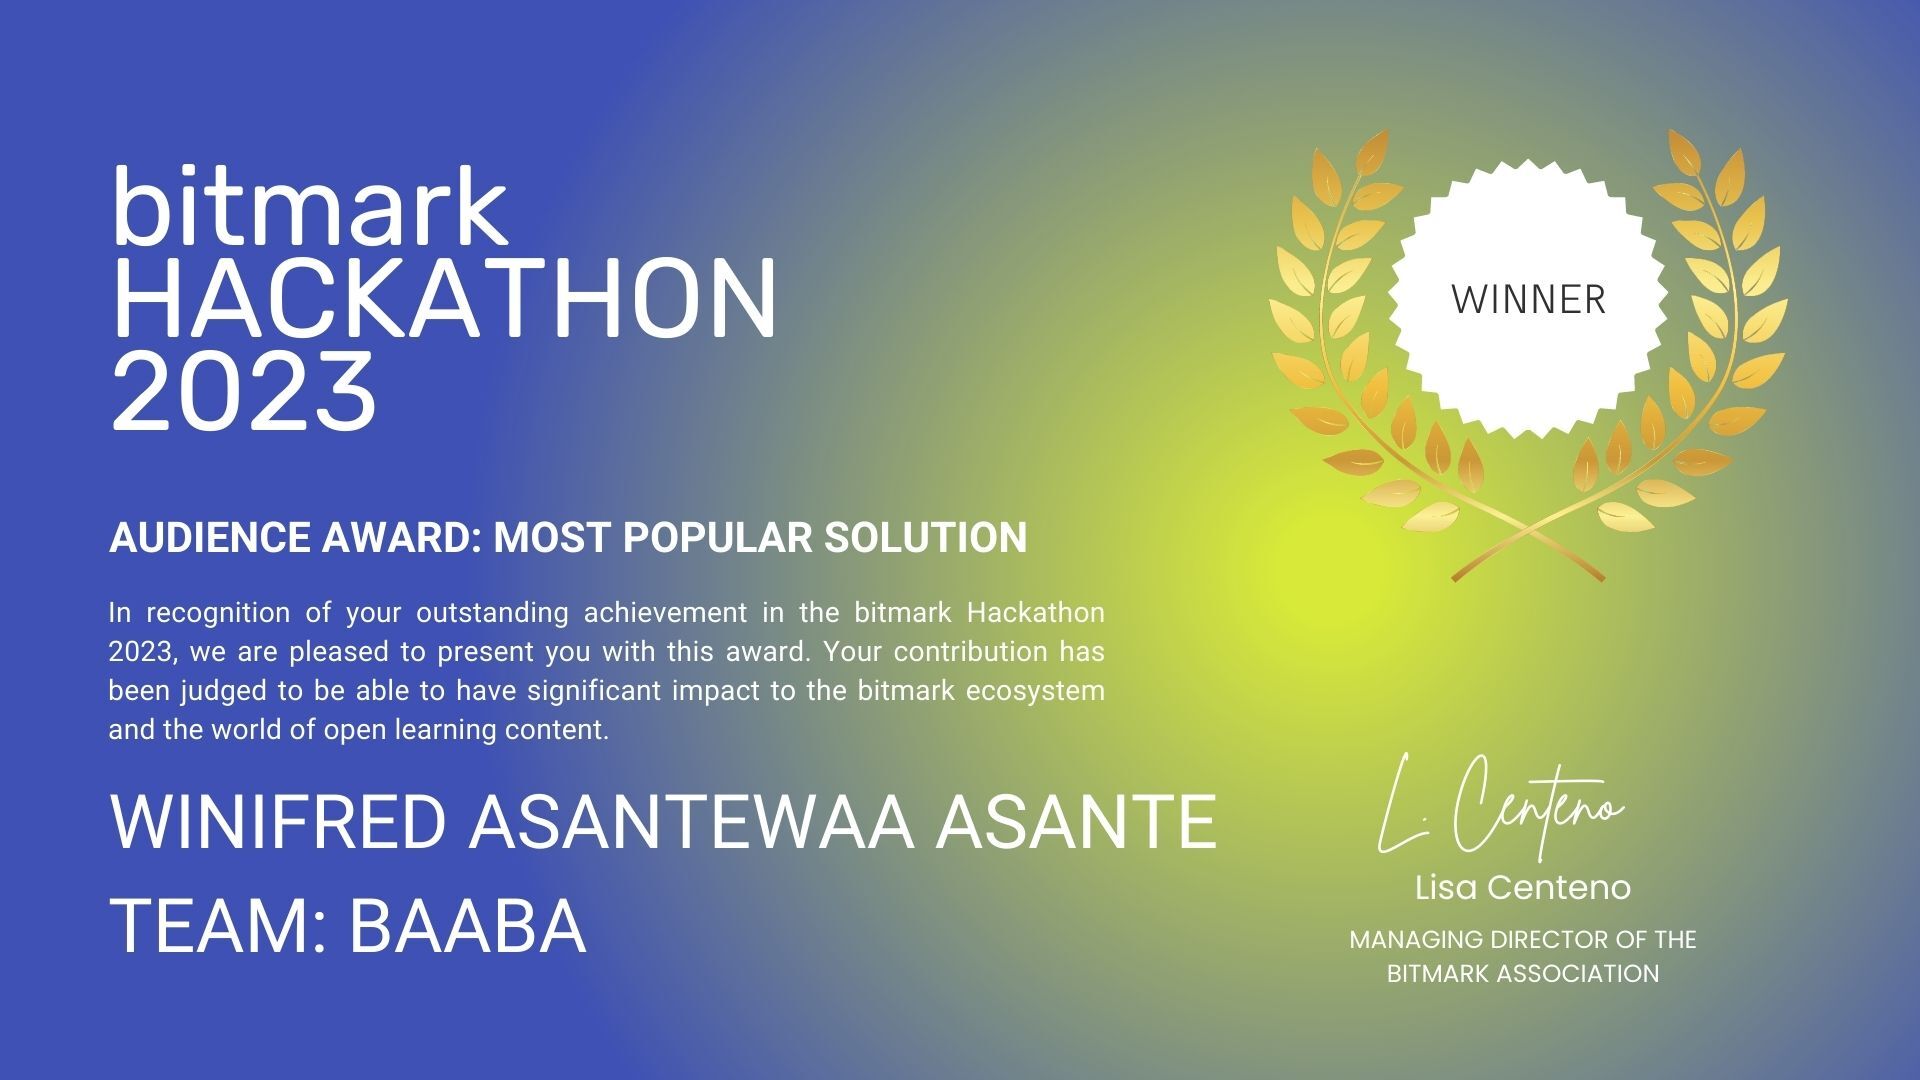 bitmark
HACKATHON
2023
WINNER
AUDIENCE AWARD: MOST POPULAR SOLUTION
In recognition of your outstanding achievement in the bitmark Hackathon
2023, we are pleased to present you with this award. Your contribution has
been judged to be able to have significant impact to the bitmark ecosystem
and the world of open learning content.
WINIFRED ASANTEWAA ASANTE
TEAM: BAABA
L. Centeno
Lisa Centeno
MANAGING DIRECTOR OF THE
BITMARK ASSOCIATION